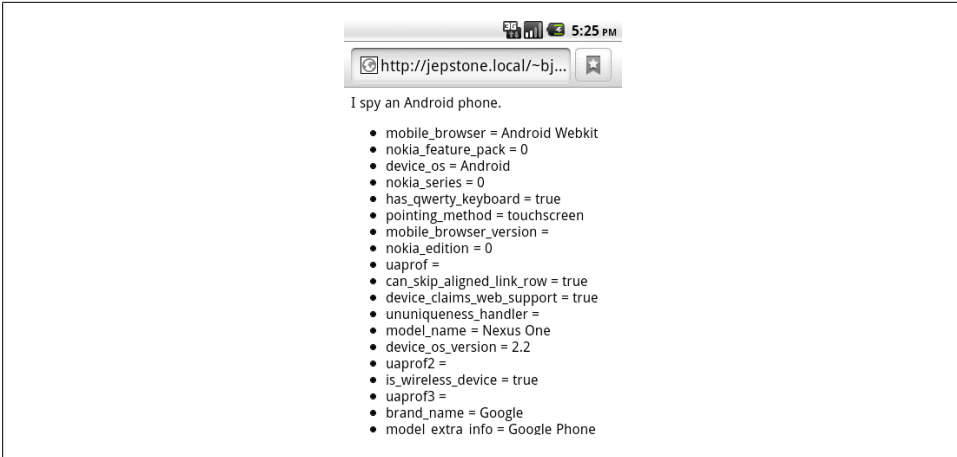 3G 5:25 PM
http://jepstone.local/~bj...
I spy an Android phone.
• mobile_browser = Android Webkit
• nokia_feature_pack = 0
• device_os = Android
• nokia_series = 0
• has_qwerty_keyboard = true
• pointing_method = touchscreen
• mobile_browser_version =
• nokia_edition = 0
• uaprof =
• can_skip_aligned_link_row = true
• device_claims_web_support = true
• ununiqueness_handler =
• model_name = Nexus One
• device_os_version = 2.2
• uaprof2 =
• is_wireless_device = true
• uaprof3 =
• brand_name = Google
• model_extra_info = Google Phone